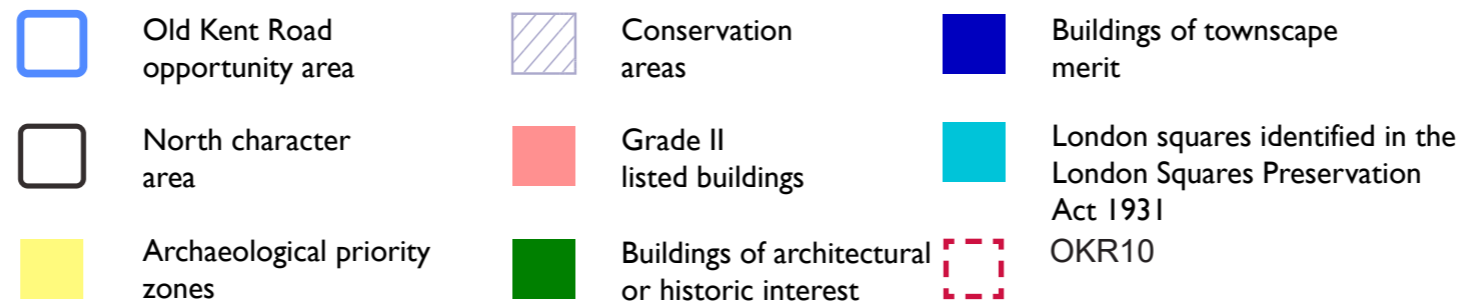 Old Kent Road
opportunity area
North character
area
Archaeological priority
zones
Conservation
areas
Grade II
listed buildings
Buildings of architectural
or historic interest
Buildings of townscape
merit
London squares identified in the
London Squares Preservation
Act 1931
OKR10